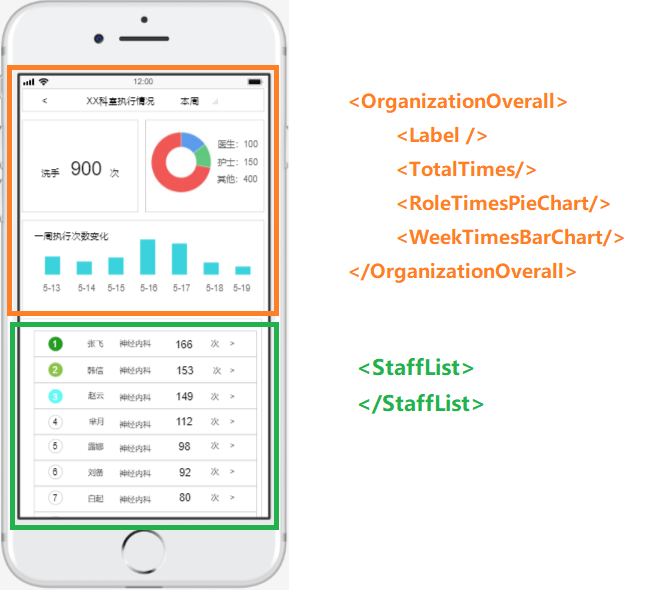 12:00
< XX科室执行情况 本周
洗手 900 次
医生: 100
护士: 150
其他: 400
一周执行次数变化
5-13 5-14 5-15 5-16 5-17 5-18 5-19
1 张飞 神经内科 166 次 >
2 韩信 神经内科 153 次 >
3 赵云 神经内科 149 次 >
4 芈月 神经内科 112 次 >
5 露娜 神经内科 98 次 >
6 刘备 神经内科 92 次 >
7 白起 神经内科 80 次 >
<OrganizationOverall>
<Label />
<TotalTimes/>
<RoleTimesPieChart/>
<WeekTimesBarChart/>
</OrganizationOverall>
<StaffList>
</StaffList>